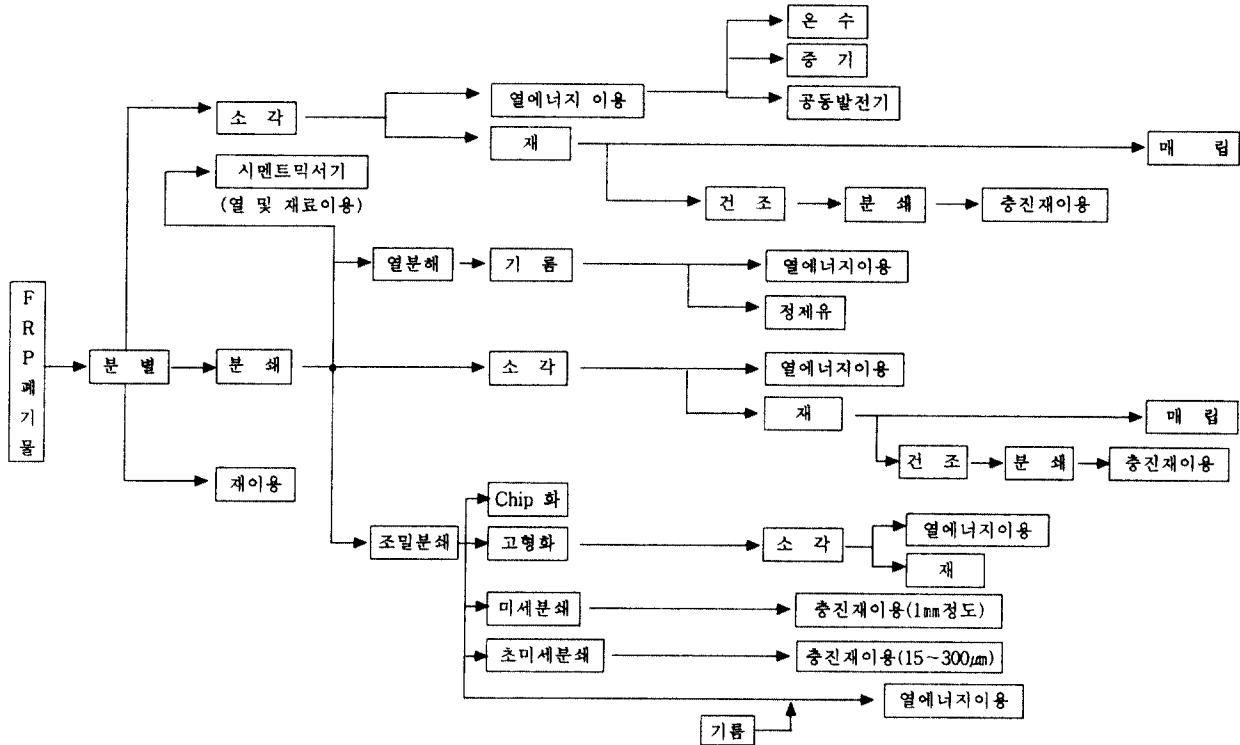 온 수
증 기
공동발전기
열에너지 이용
소 각
재
매 립
시멘트믹서기
(열 및 재료이용)
건 조
분 쇄
충진재이용
열분해
기 름
열에너지이용
정제유
FRP폐기물
분 별
분 쇄
소 각
열에너지이용
재
매 립
건 조
분 쇄
충진재이용
재이용
Chip 화
조밀분쇄
고형화
소 각
열에너지이용
재
미세분쇄
충진재이용(1mm정도)
초미세분쇄
충진재이용(15~300㎛)
열에너지이용
기름